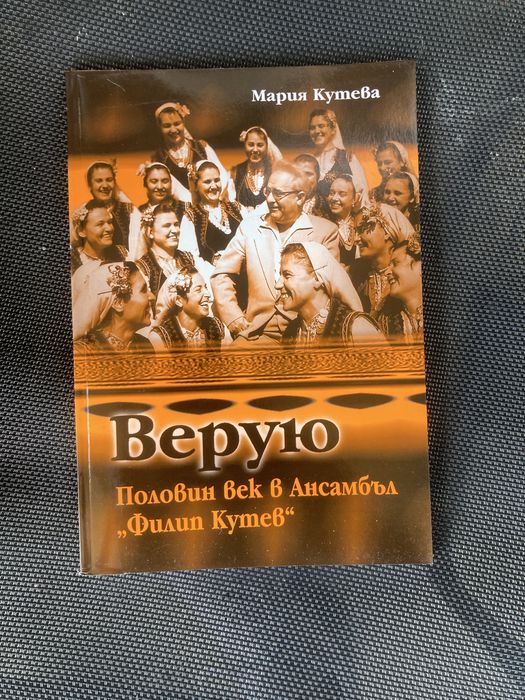 Мария Кутева
Верую
Половин век в Ансамбъл
„Филип Кутев“